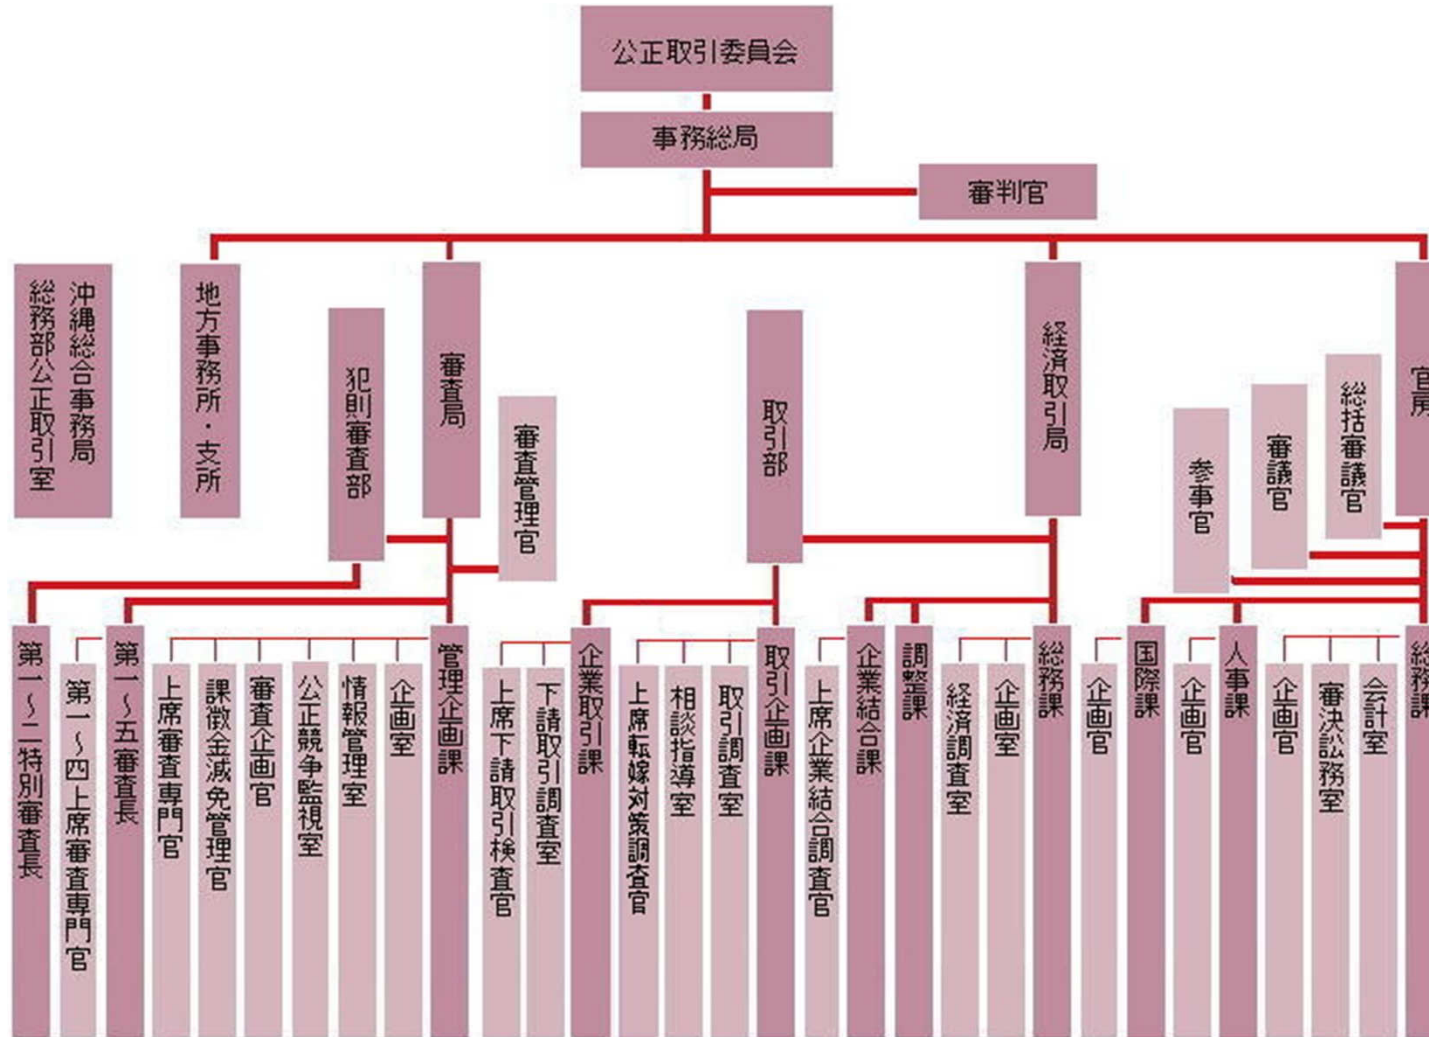 公正取引委員会
事務総局
審判官
官房
総括審議官
審議官
参事官
経済取引局
取引部
審査局
審査管理官
犯則審査部
地方事務所・支所
沖縄総合事務局
総務部公正取引室
総務課
会計室
審決訟務室
企画官
人事課
企画官
国際課
企画官
総務課
企画室
経済調査室
調整課
企業結合課
上席企業結合調査官
取引企画課
取引調査室
相談指導室
上席転嫁対策調査官
企業取引課
下請取引調査室
上席下請取引検査官
管理企画課
企画室
情報管理室
公正競争監視室
審査企画官
課徴金減免管理官
上席審査専門官
第一～五審査長
第一～四上席審査専門官
第一～二特別審査長